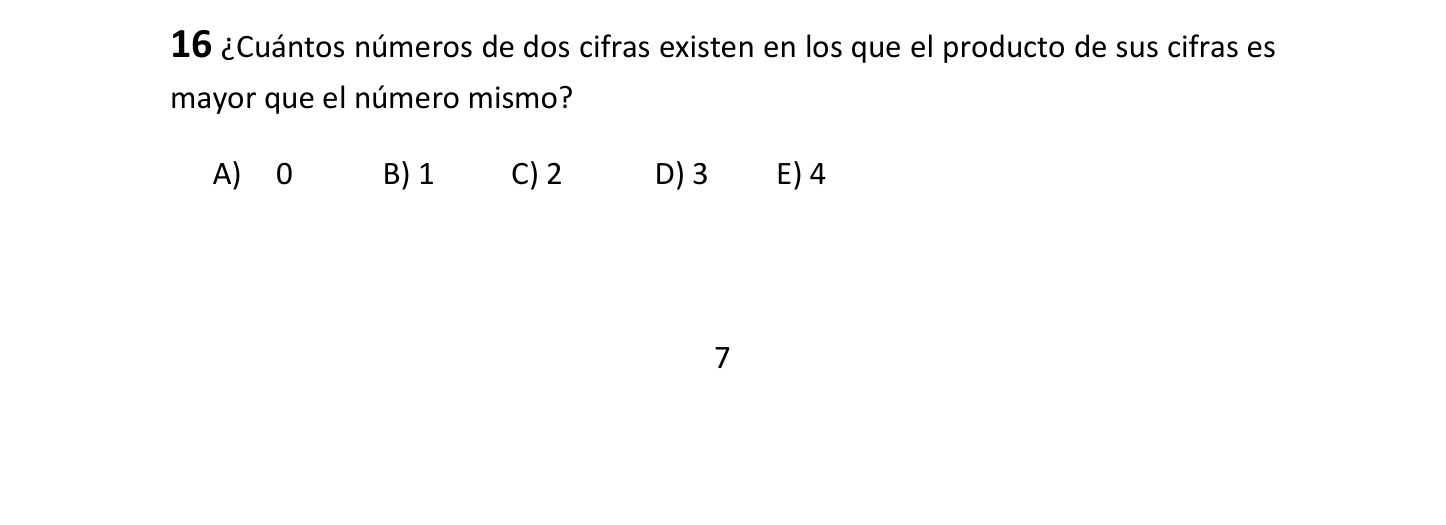 16 ¿Cuántos números de dos cifras existen en los que el producto de sus cifras es
mayor que el número mismo?
A) 0 B) 1 C) 2 D) 3 E) 4
7